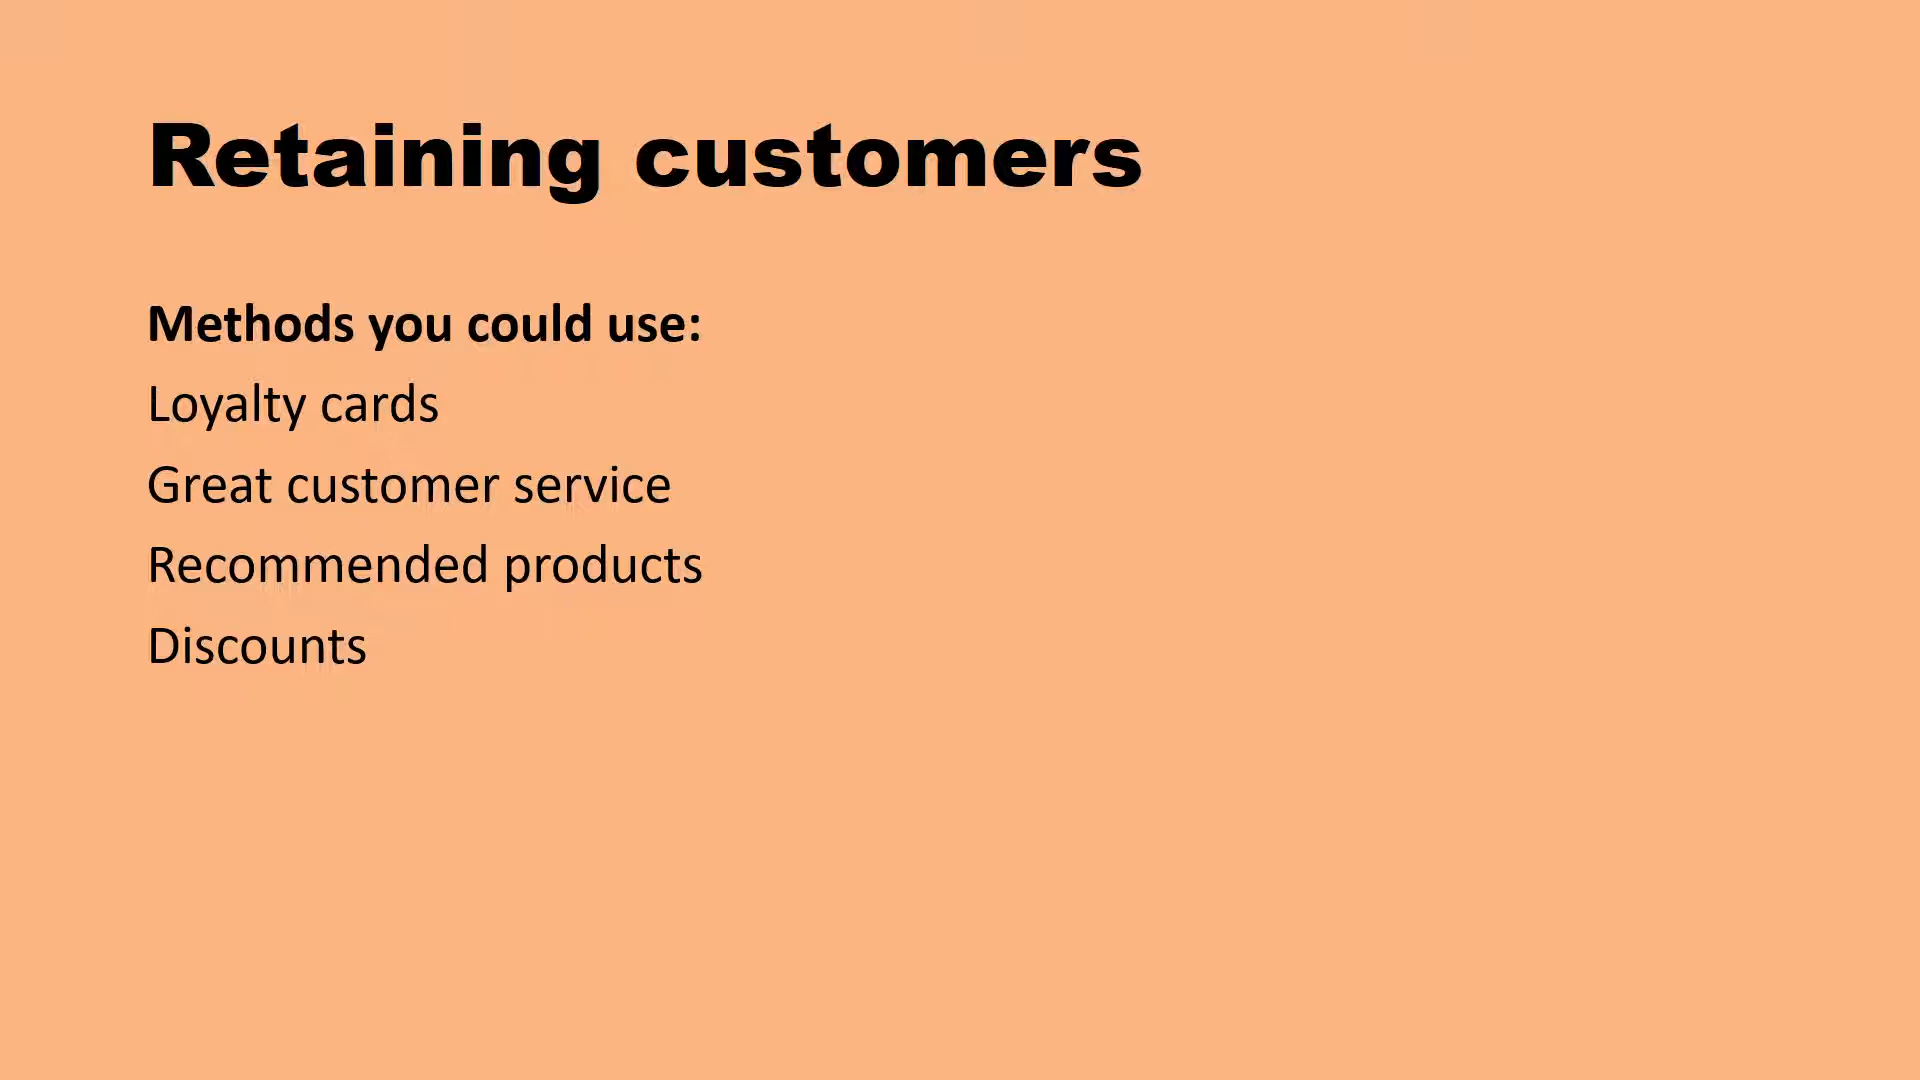 Retaining customers
Methods you could use:
Loyalty cards
Great customer service
Recommended products
Discounts